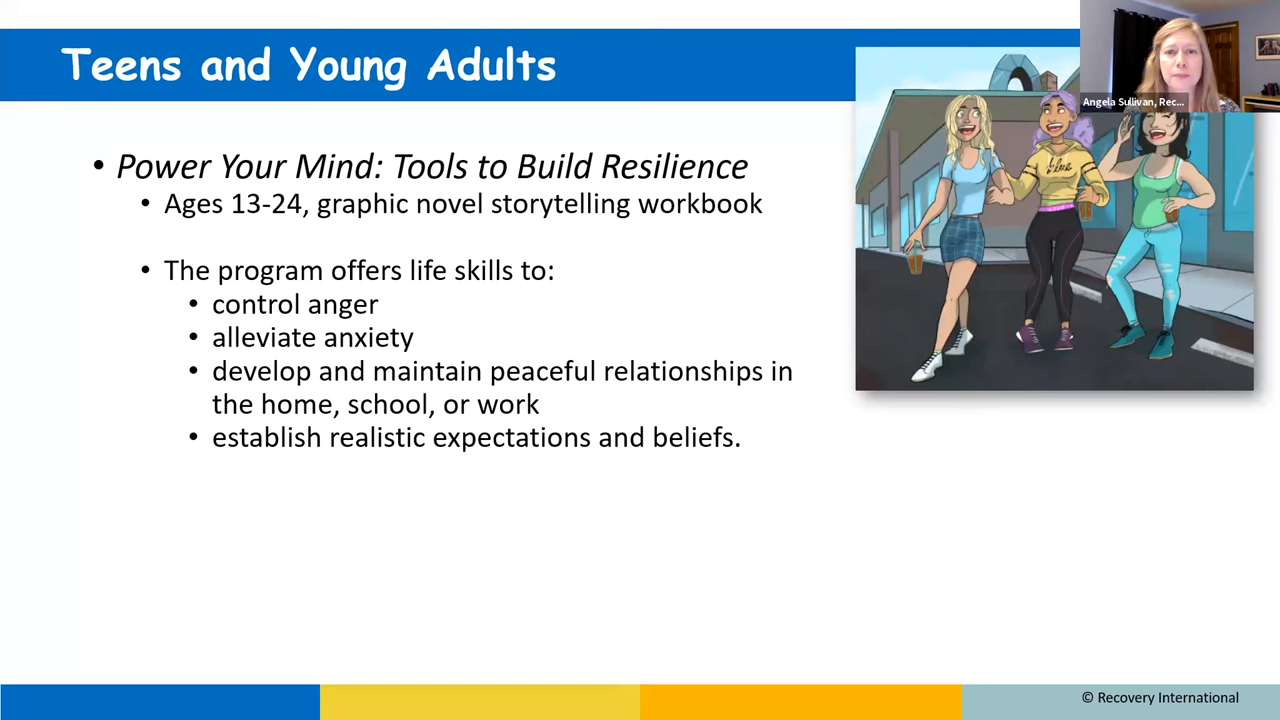 Teens and Young Adults
Angela Sullivan, Rec...
• Power Your Mind: Tools to Build Resilience
• Ages 13-24, graphic novel storytelling workbook
• The program offers life skills to:
• control anger
• alleviate anxiety
• develop and maintain peaceful relationships in
the home, school, or work
• establish realistic expectations and beliefs.
© Recovery International